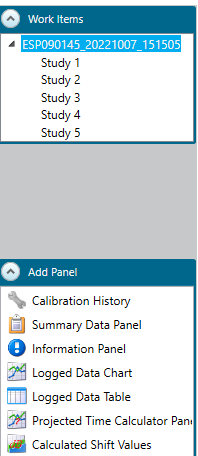 Work Items
ESP090145_20221007_151505
Study 1
Study 2
Study 3
Study 4
Study 5
Add Panel
Calibration History
Summary Data Panel
Information Panel
Logged Data Chart
Logged Data Table
Projected Time Calculator Pan
Calculated Shift Values